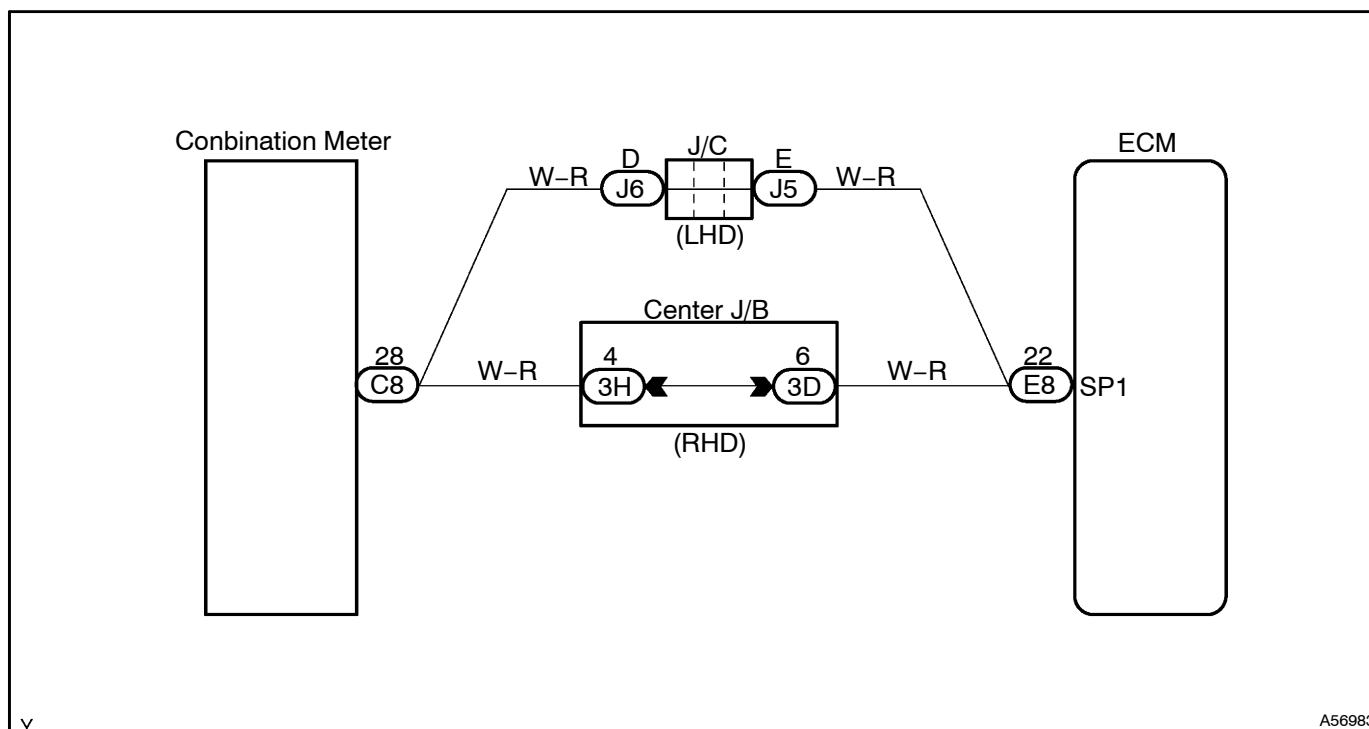 Conbination Meter
ECM
D J/C E
W−R J6 J5 W−R
(LHD)
Center J/B
28 4 6 22
C8 W−R 3H 3D W−R E8 SP1
(RHD)
Y A56983